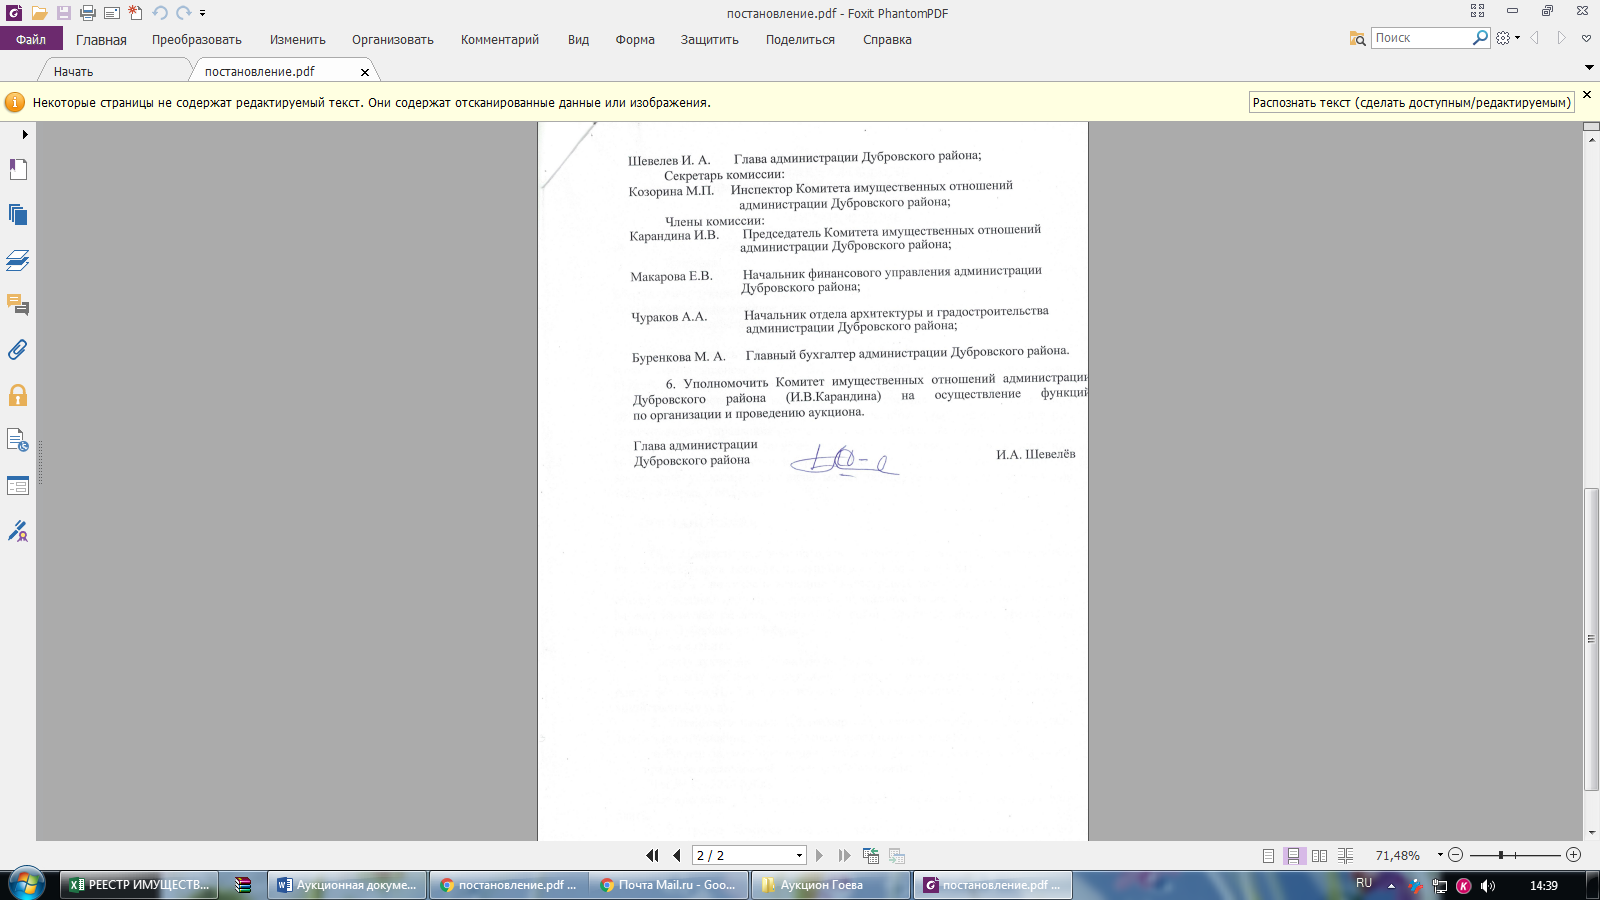 постановление.pdf - Foxit PhantomPDF
Файл Главная Преобразовать Изменить Организовать Комментарий Вид Форма Защитить Поделиться Справка Поиск
Начать постановление.pdf
Некоторые страницы не содержат редактируемый текст. Они содержат отсканированные данные или изображения. Распознать текст (сделать доступным/редактируемым)
Шевелев И. А. Глава администрации Дубровского района;
Секретарь комиссии:
Козорина М.П. Инспектор Комитета имущественных отношений
администрации Дубровского района;
Члены комиссии:
Карандина И.В. Председатель Комитета имущественных отношений
администрации Дубровского района;
Макарова Е.В. Начальник финансового управления администрации
Дубровского района;
Чураков А.А. Начальник отдела архитектуры и градостроительства
администрации Дубровского района;
Буренкова М. А. Главный бухгалтер администрации Дубровского района.
6. Уполномочить Комитет имущественных отношений администрации
Дубровского района (И.В.Карандина) на осуществление функций
по организации и проведению аукциона.
Глава администрации
Дубровского района И.А. Шевелёв
2 / 2 71,48%
РЕЕСТР ИМУЩЕСТВ... Аукционная докуме... постановление.pdf ... Почта Mail.ru - Goo... Аукцион Гоева постановление.pdf ... RU 14:39